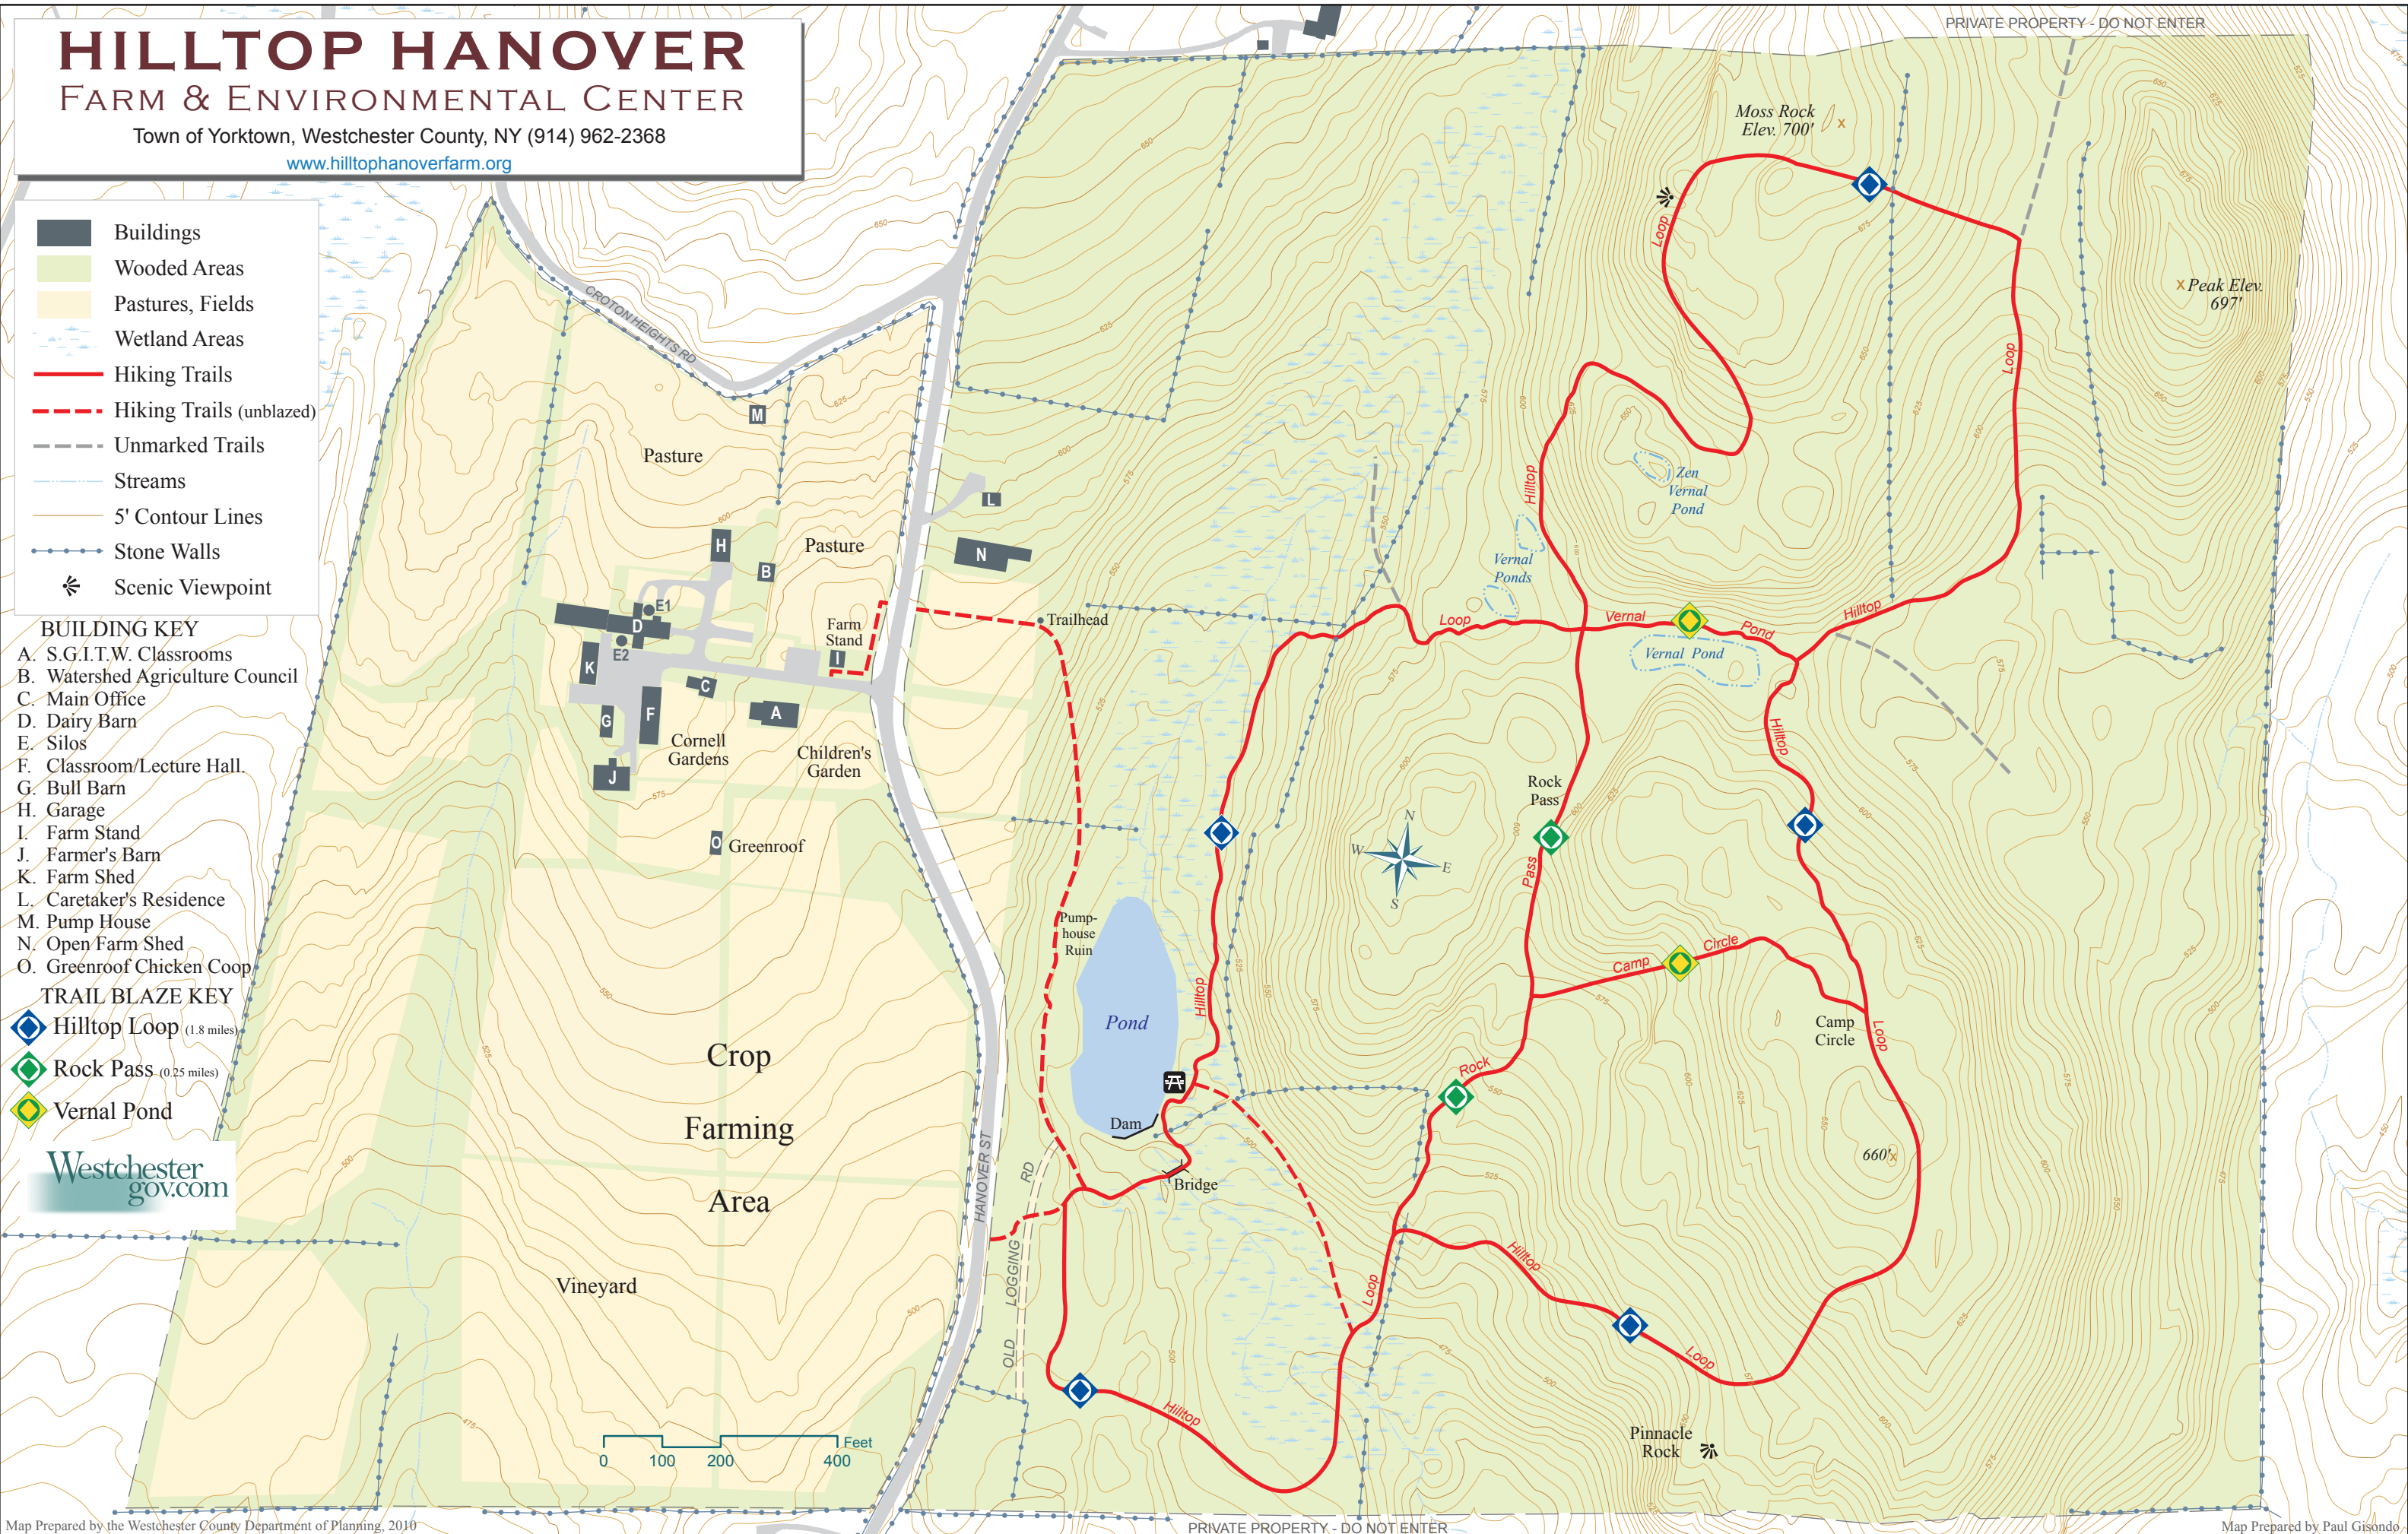 HILLTOP HANOVER
FARM & ENVIRONMENTAL CENTER
Town of Yorktown, Westchester County, NY (914) 962-2368
www.hilltophanoverfarm.org
Buildings
Wooded Areas
Pastures, Fields
Wetland Areas
Hiking Trails
Hiking Trails (unblazed)
Unmarked Trails
Streams
5' Contour Lines
Stone Walls
Scenic Viewpoint
BUILDING KEY
A. S.G.I.T.W. Classrooms
B. Watershed Agriculture Council
C. Main Office
D. Dairy Barn
E. Silos
F. Classroom/Lecture Hall.
G. Bull Barn
H. Garage
I. Farm Stand
J. Farmer's Barn
K. Farm Shed
L. Caretaker's Residence
M. Pump House
N. Open Farm Shed
O. Greenroof Chicken Coop
TRAIL BLAZE KEY
Hilltop Loop (1.8 miles)
Rock Pass (0.25 miles)
Vernal Pond
Westchester
gov.com
Map Prepared by the Westchester County Department of Planning, 2010
PRIVATE PROPERTY - DO NOT ENTER
Moss Rock
Elev. 700'
x
x Peak Elev.
697'
CROTON HEIGHTS RD
M
Pasture
H
Pasture
B
L
N
E1
D
E2
K
Farm
Stand
I
C
A
G
F
J
Cornell
Gardens
Children's
Garden
O
Greenroof
Trailhead
Pump-
house
Ruin
Pond
Dam
Bridge
Crop
Farming
Area
Vineyard
HANOVER ST
OLD LOGGING RD
0 100 200 400 Feet
Loop
Loop
Hilltop
Zen
Vernal
Pond
Vernal
Ponds
Loop
Vernal
Pond
Hilltop
Vernal Pond
Hilltop
Rock
Pass
Pass
N
W
E
S
Hilltop
Camp
Circle
Camp
Circle
Loop
Rock
660'x
Loop
Hilltop
Loop
Hilltop
Pinnacle
Rock
PRIVATE PROPERTY - DO NOT ENTER
Map Prepared by Paul Gisondo